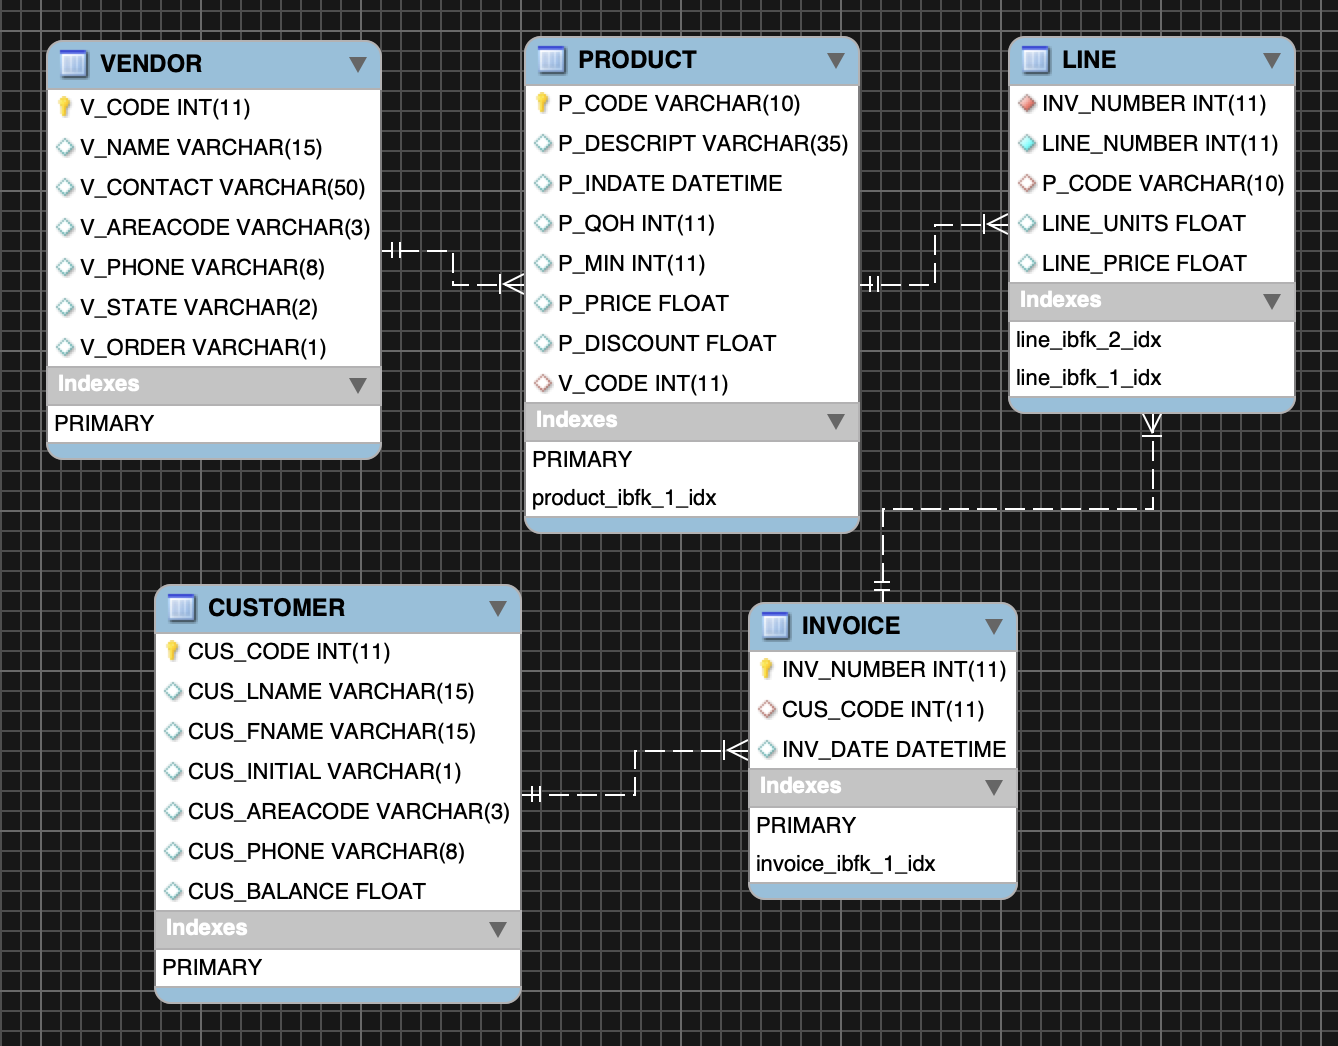 VENDOR
V_CODE INT(11)
V_NAME VARCHAR(15)
V_CONTACT VARCHAR(50)
V_AREACODE VARCHAR(3)
V_PHONE VARCHAR(8)
V_STATE VARCHAR(2)
V_ORDER VARCHAR(1)
Indexes
PRIMARY
PRODUCT
P_CODE VARCHAR(10)
P_DESCRIPT VARCHAR(35)
P_INDATE DATETIME
P_QOH INT(11)
P_MIN INT(11)
P_PRICE FLOAT
P_DISCOUNT FLOAT
V_CODE INT(11)
Indexes
PRIMARY
product_ibfk_1_idx
LINE
INV_NUMBER INT(11)
LINE_NUMBER INT(11)
P_CODE VARCHAR(10)
LINE_UNITS FLOAT
LINE_PRICE FLOAT
Indexes
line_ibfk_2_idx
line_ibfk_1_idx
CUSTOMER
CUS_CODE INT(11)
CUS_LNAME VARCHAR(15)
CUS_FNAME VARCHAR(15)
CUS_INITIAL VARCHAR(1)
CUS_AREACODE VARCHAR(3)
CUS_PHONE VARCHAR(8)
CUS_BALANCE FLOAT
Indexes
PRIMARY
INVOICE
INV_NUMBER INT(11)
CUS_CODE INT(11)
INV_DATE DATETIME
Indexes
PRIMARY
invoice_ibfk_1_idx